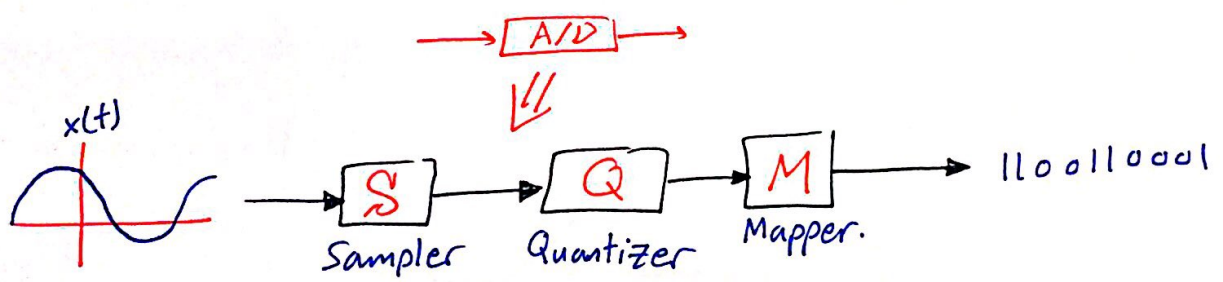 A/D
x(t)
S Q M 1100110001
Sampler Quantizer Mapper.